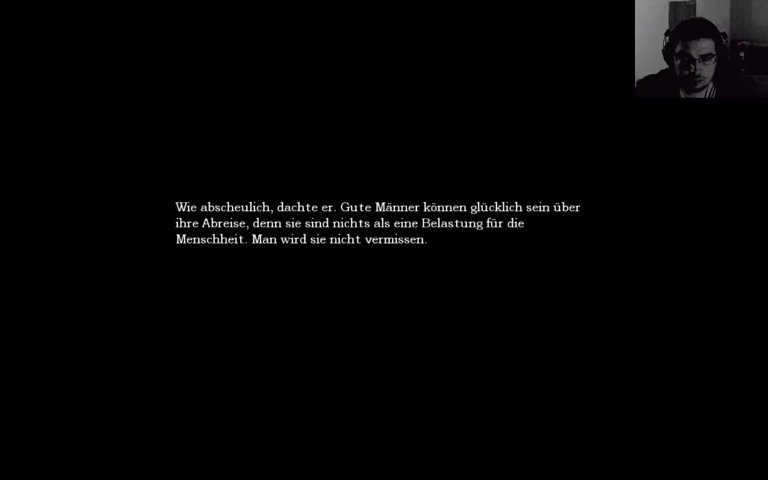 Wie abscheulich, dachte er. Gute Männer können glücklich sein über
ihre Abreise, denn sie sind nichts als eine Belastung für die
Menschheit. Man wird sie nicht vermissen.